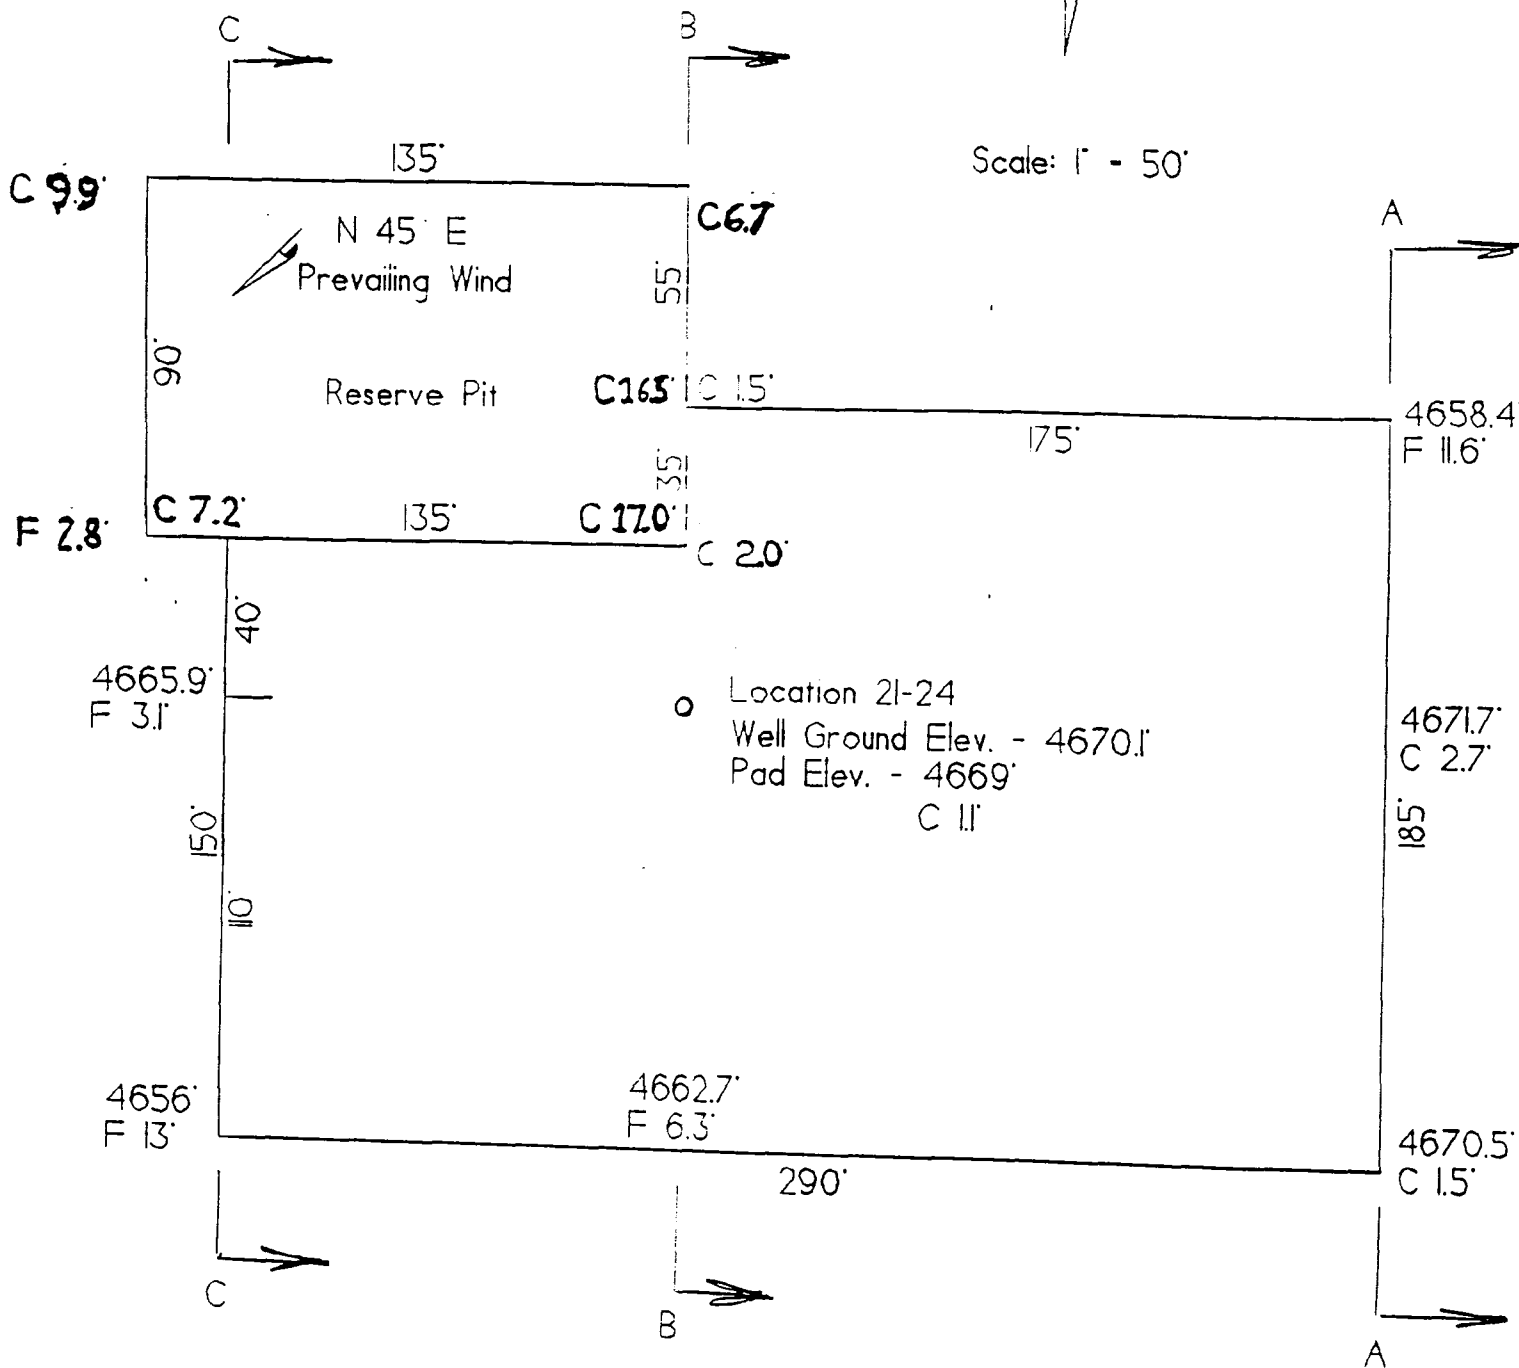 C
B
Scale: 1" - 50'
135'
C 9.9'
C 6.7
A
N 45° E
Prevailing Wind
55'
90'
Reserve Pit
C 16.5'
C 1.5'
4658.4'
F 11.6'
175'
35'
C 7.2'
135'
C 17.0'
F 2.8'
C 2.0'
40'
4665.9'
F 3.1'
Location 21-24
Well Ground Elev. - 4670.1'
Pad Elev. - 4669'
C 1.1'
4671.7'
C 2.7'
185'
150'
110'
4656'
F 13'
4662.7'
F 6.3'
290'
4670.5'
C 1.5'
C
B
A